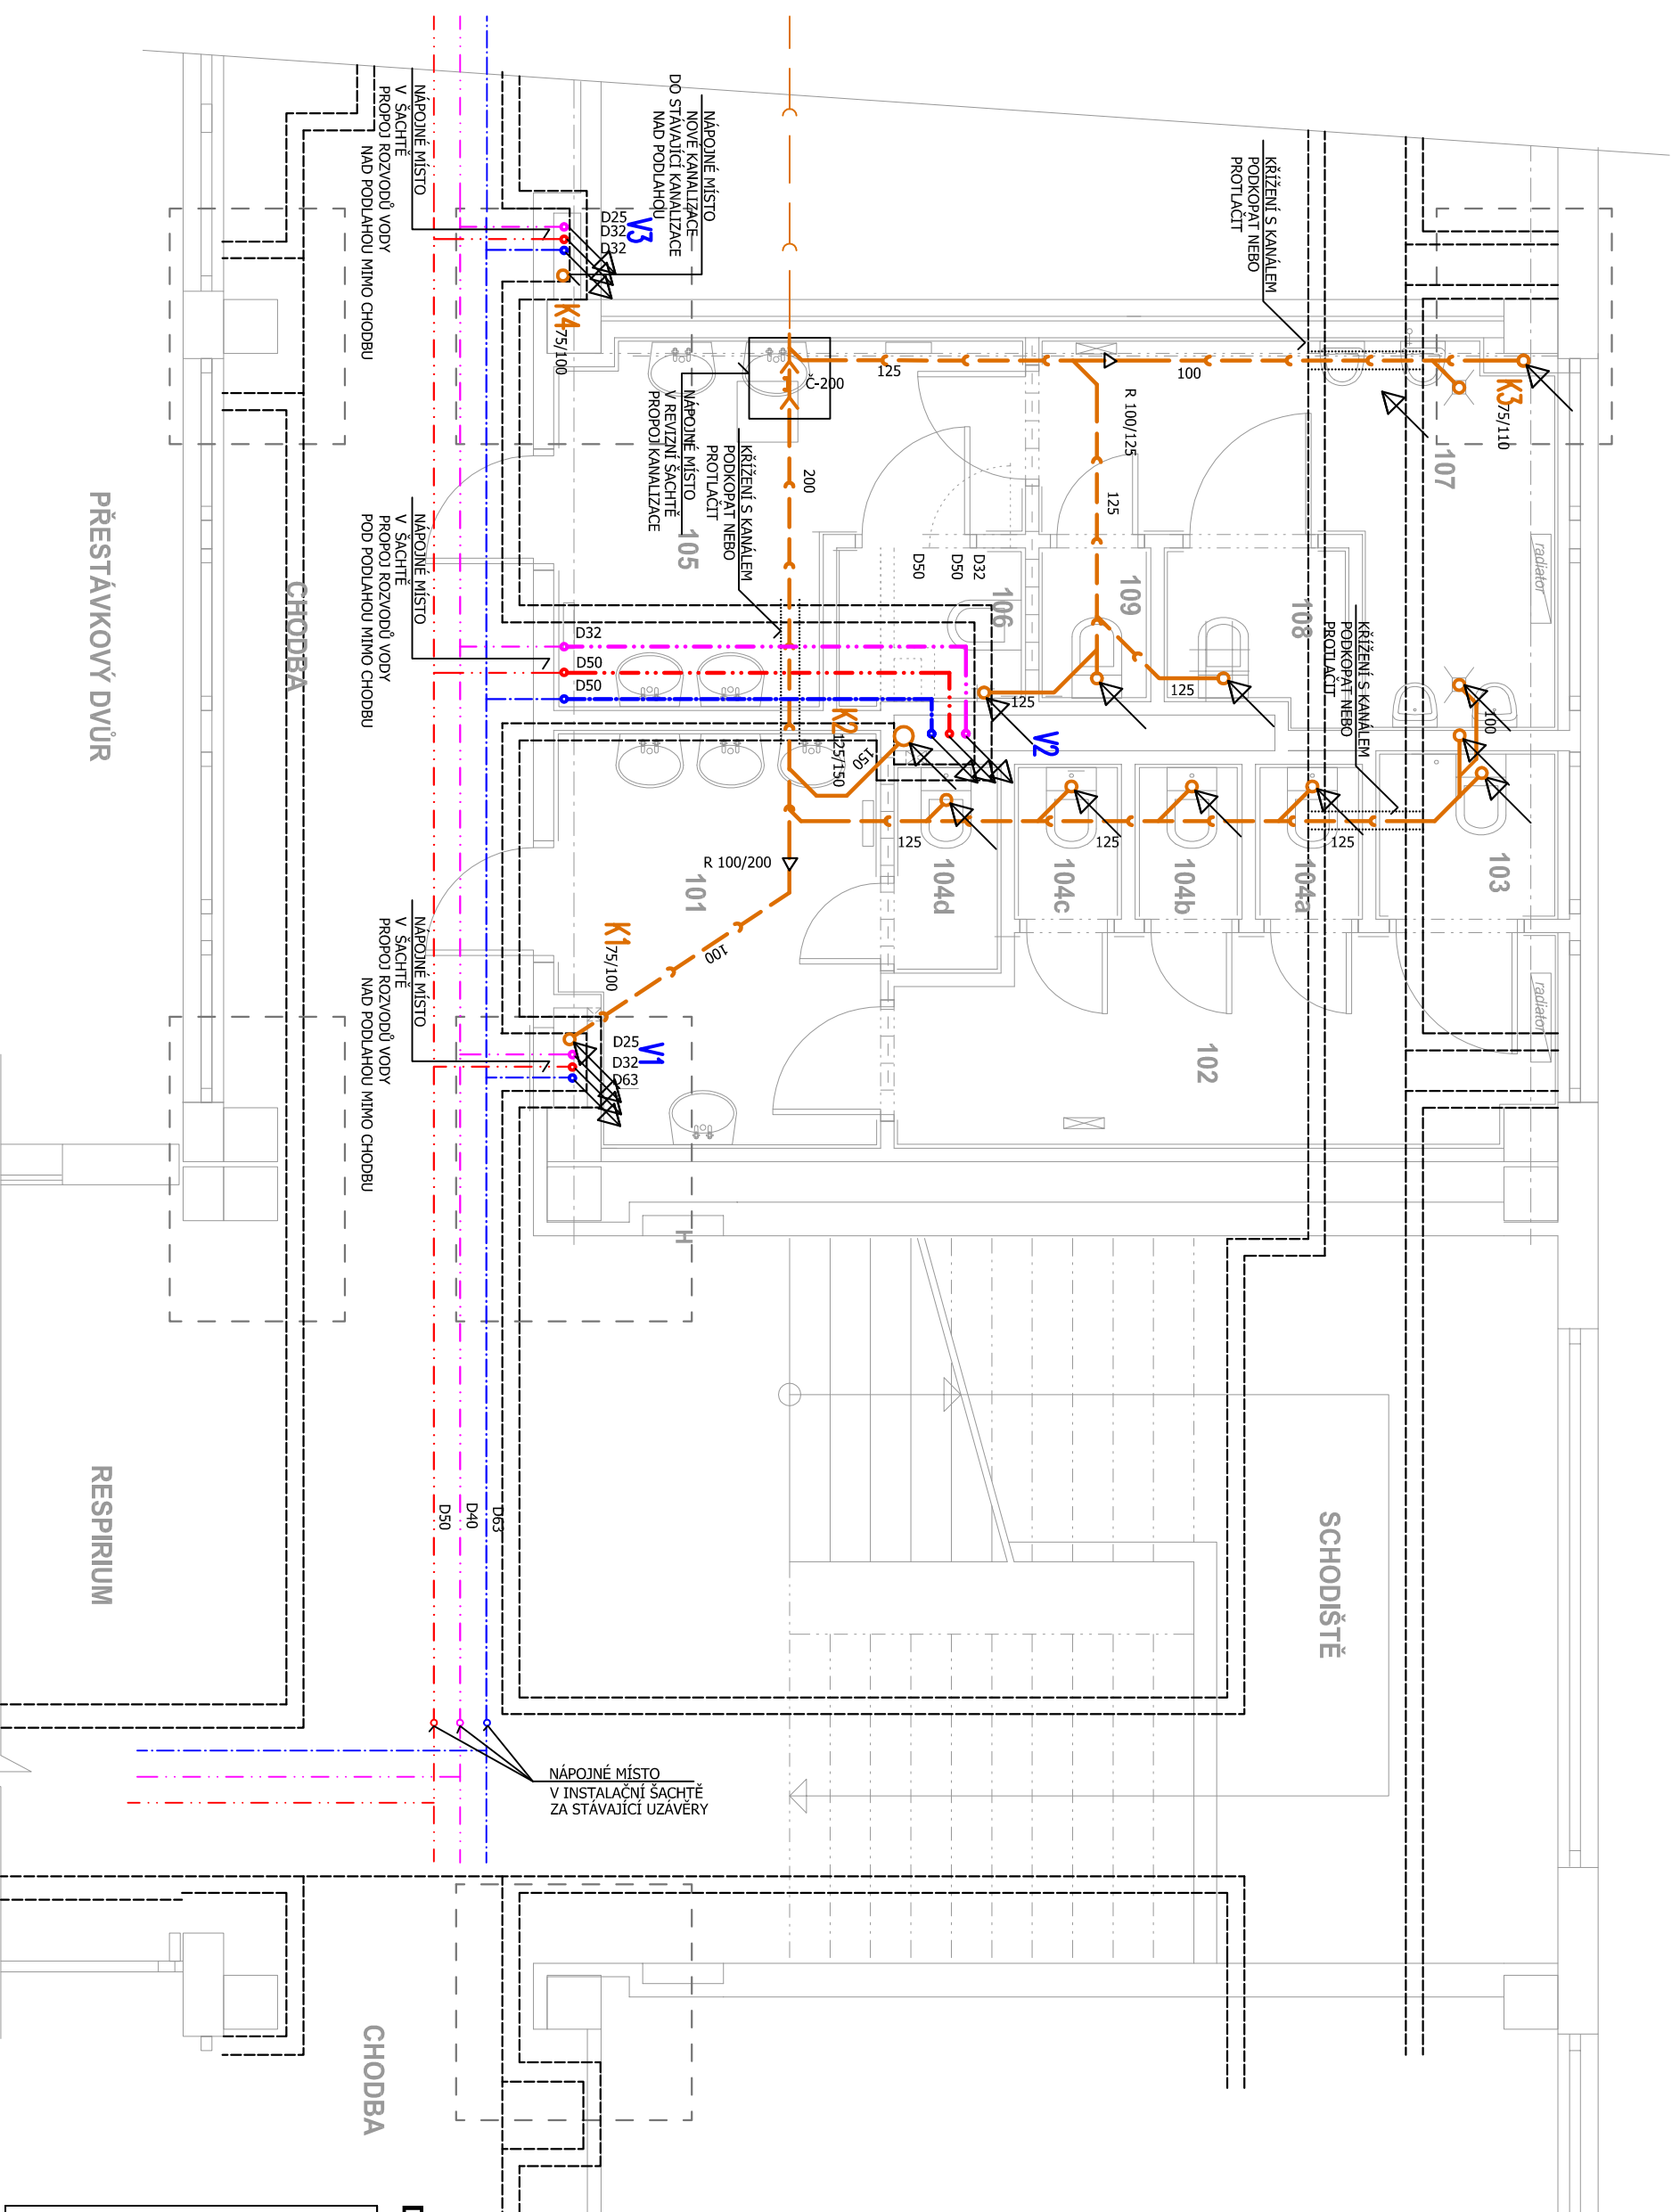 NÁPOJNÉ MÍSTO
V ŠACHTĚ
PROPOJ ROZVODŮ VODY
NAD PODLAHOU MIMO CHODBU
NÁPOJNÉ MÍSTO
NOVÉ KANALIZACE
DO STÁVAJÍCÍ KANALIZACE
NAD PODLAHOU
KŘÍŽENÍ S KANÁLEM
PODKOPAT NEBO
PROTLAČIT
V3
D25
D32
D32
K4
75/100
Č-200
125
100
R 100/125
K3
75/110
107
NÁPOJNÉ MÍSTO
V REVIZNÍ ŠACHTĚ
PROPOJ KANALIZACE
KŘÍŽENÍ S KANÁLEM
PODKOPAT NEBO
PROTLAČIT
200
125
105
106
109
108
radiator
D50
D50
D32
PŘESTÁVKOVÝ DVŮR
CHODBA
NÁPOJNÉ MÍSTO
V ŠACHTĚ
PROPOJ ROZVODŮ VODY
POD PODLAHOU MIMO CHODBU
D32
D50
D50
KŘÍŽENÍ S KANÁLEM
PODKOPAT NEBO
PROTLAČIT
K2
125/150
150
125
V2
125
100
125
125
125
R 100/200
101
104d
104c
104b
104a
103
K1
75/100
100
NÁPOJNÉ MÍSTO
V ŠACHTĚ
PROPOJ ROZVODŮ VODY
NAD PODLAHOU MIMO CHODBU
V1
D25
D32
D63
102
radiator
H
RESPIRIUM
D50
D40
D63
SCHODIŠTĚ
NÁPOJNÉ MÍSTO
V INSTALAČNÍ ŠACHTĚ
ZA STÁVAJÍCÍ UZÁVĚRY
CHODBA